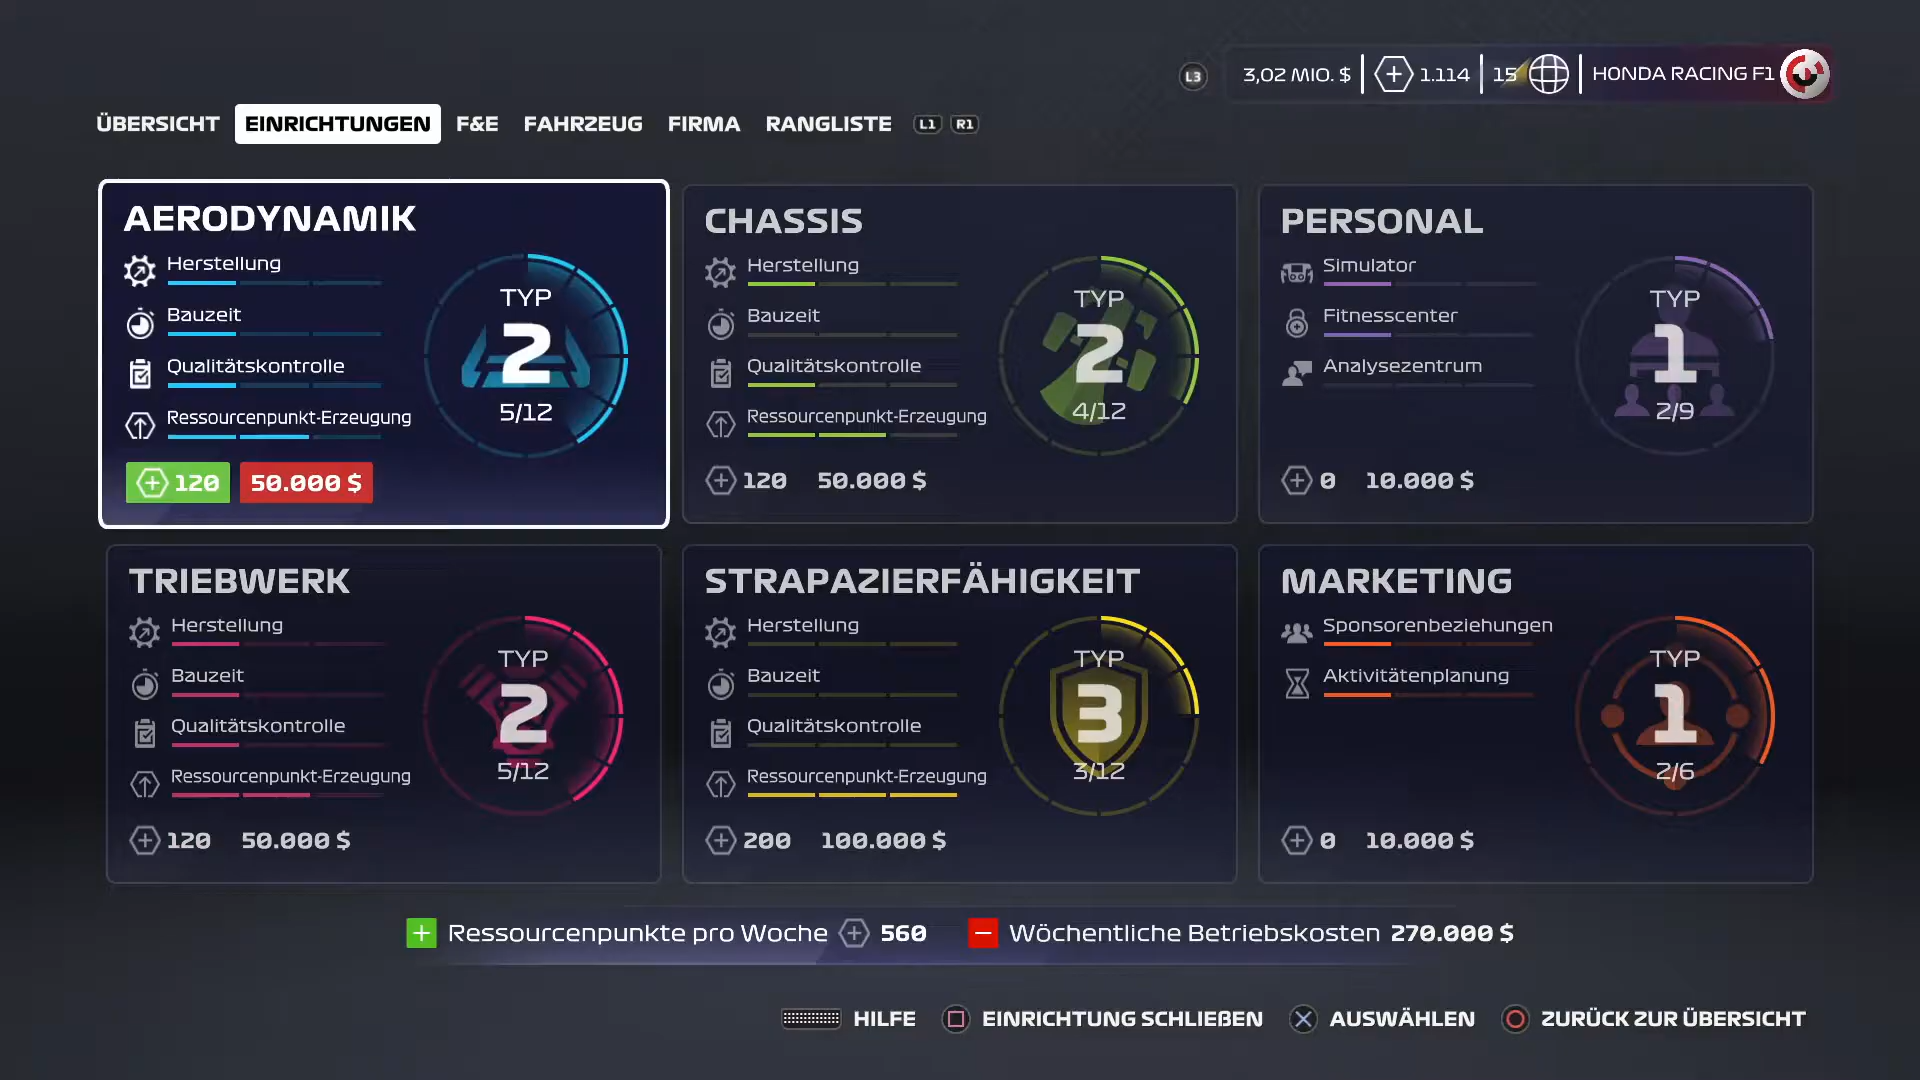 L3 3,02 MIO. $ 1.114 15 HONDA RACING F1
ÜBERSICHT EINRICHTUNGEN F&E FAHRZEUG FIRMA RANGLISTE L1 R1
AERODYNAMIK
Herstellung
Bauzeit
Qualitätskontrolle
Ressourcenpunkt-Erzeugung
TYP
2
5/12
120 50.000 $
CHASSIS
Herstellung
Bauzeit
Qualitätskontrolle
Ressourcenpunkt-Erzeugung
TYP
2
4/12
120 50.000 $
PERSONAL
Simulator
Fitnesscenter
Analysezentrum
TYP
1
2/9
0 10.000 $
TRIEBWERK
Herstellung
Bauzeit
Qualitätskontrolle
Ressourcenpunkt-Erzeugung
TYP
2
5/12
120 50.000 $
STRAPAZIERFÄHIGKEIT
Herstellung
Bauzeit
Qualitätskontrolle
Ressourcenpunkt-Erzeugung
TYP
3
3/12
200 100.000 $
MARKETING
Sponsorenbeziehungen
Aktivitätenplanung
TYP
1
2/6
0 10.000 $
Ressourcenpunkte pro Woche 560 Wöchentliche Betriebskosten 270.000 $
HILFE EINRICHTUNG SCHLIEẞEN AUSWÄHLEN ZURÜCK ZUR ÜBERSICHT